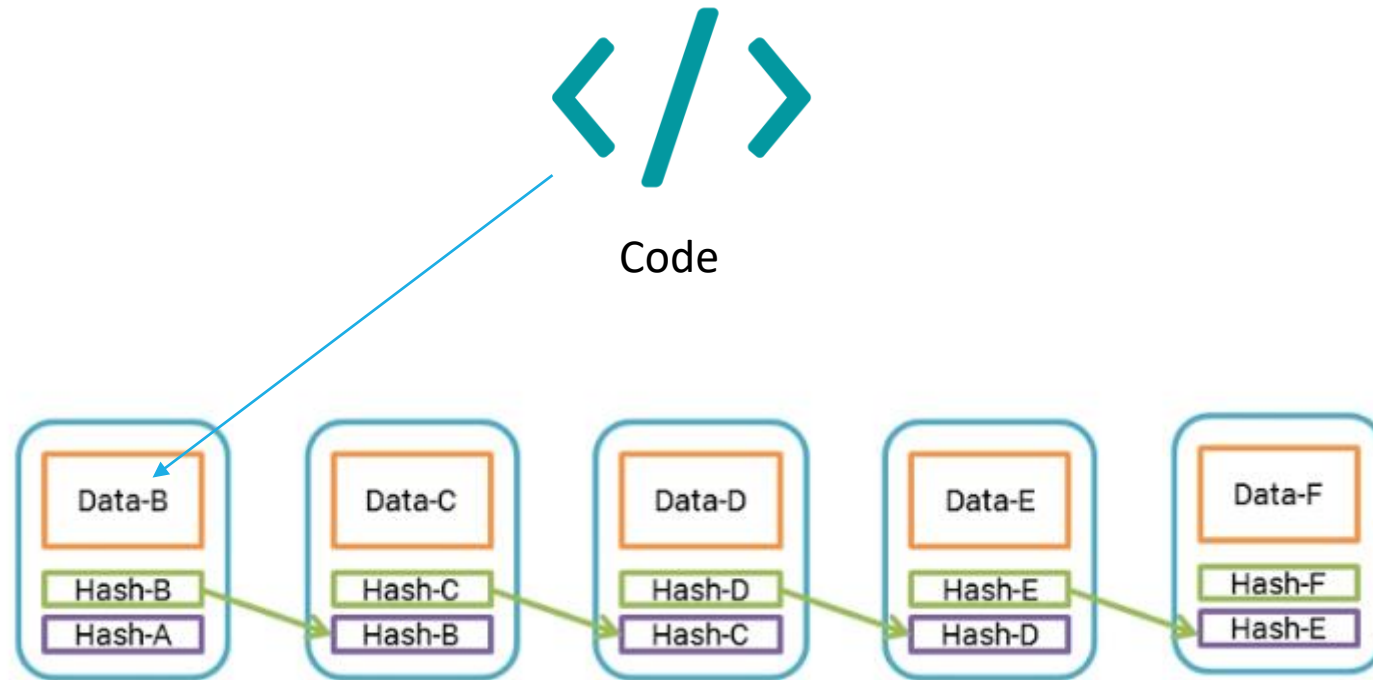 Code
Data-B
Data-C
Data-D
Data-E
Data-F
Hash-B
Hash-C
Hash-D
Hash-E
Hash-F
Hash-A
Hash-B
Hash-C
Hash-D
Hash-E